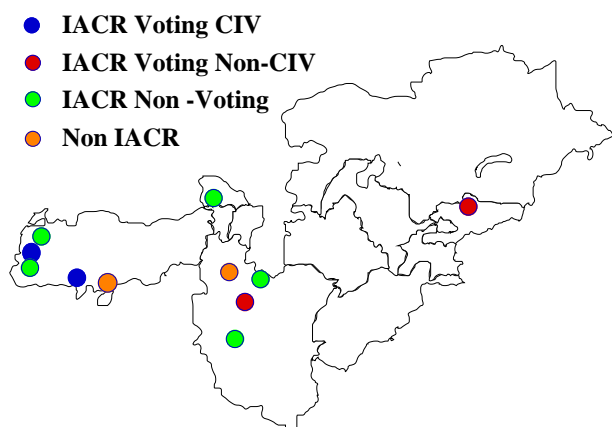 IACR Voting CIV
IACR Voting Non-CIV
IACR Non -Voting
Non IACR